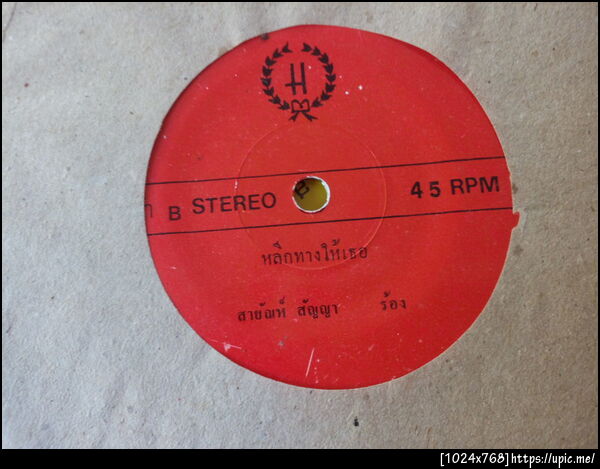 H
B STEREO 45 RPM
หลีกทางให้เธอ
สายัณห์ สัญญา ร้อง
[1024x768]https://upic.me/